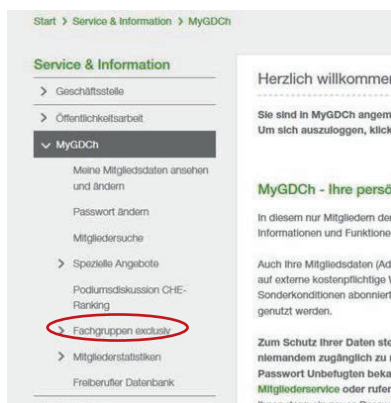 Start > Service & Information > MyGDCh
Service & Information
> Geschäftsstelle
> Öffentlichkeitsarbeit
MyGDCh
Meine Mitgliedsdaten ansehen
und ändern
Passwort ändern
Mitgliedersuche
> Spezielle Angebote
Podiumsdiskussion CHE-
Ranking
> Fachgruppen exclusiv
> Mitgliederstatistiken
Freiberufler Datenbank
Herzlich willkommen
Sie sind in MyGDCh angem
Um sich auszuloggen, klick
MyGDCh - Ihre persö
In diesem nur Mitgliedern de
Informationen und Funktione
Auch Ihre Mitgliedsdaten (Ad
auf externe kostenpflichtige
Sonderkonditionen abonniert
genutzt werden.
Zum Schutz Ihrer Daten ste
niemandem zugänglich zu
Passwort Unbefugten beka
Mitgliederservice oder rufen